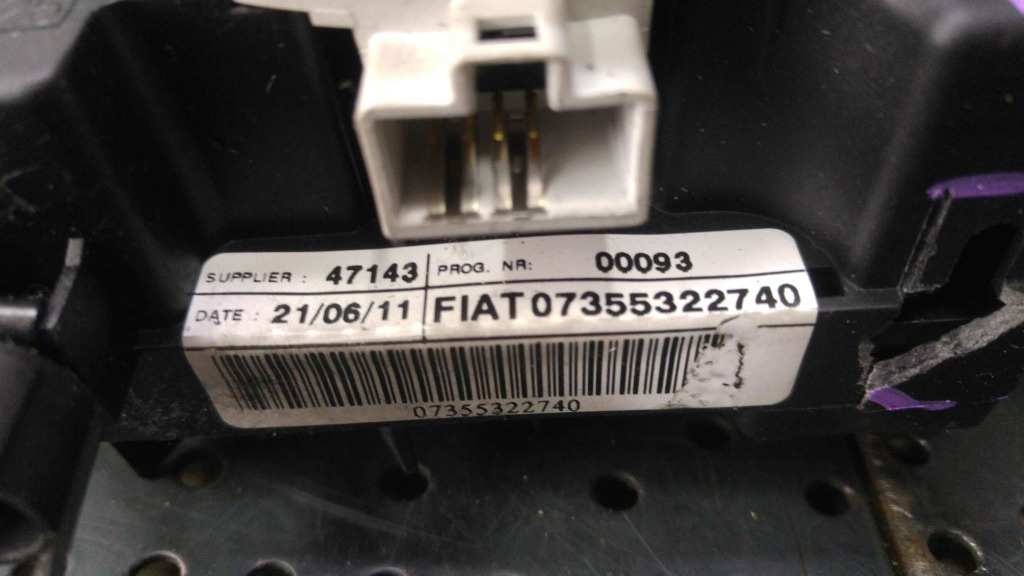 SUPPLIER : 47143 PROG. NR: 00093
DATE : 21/06/11 FIAT 07355322740
07355322740